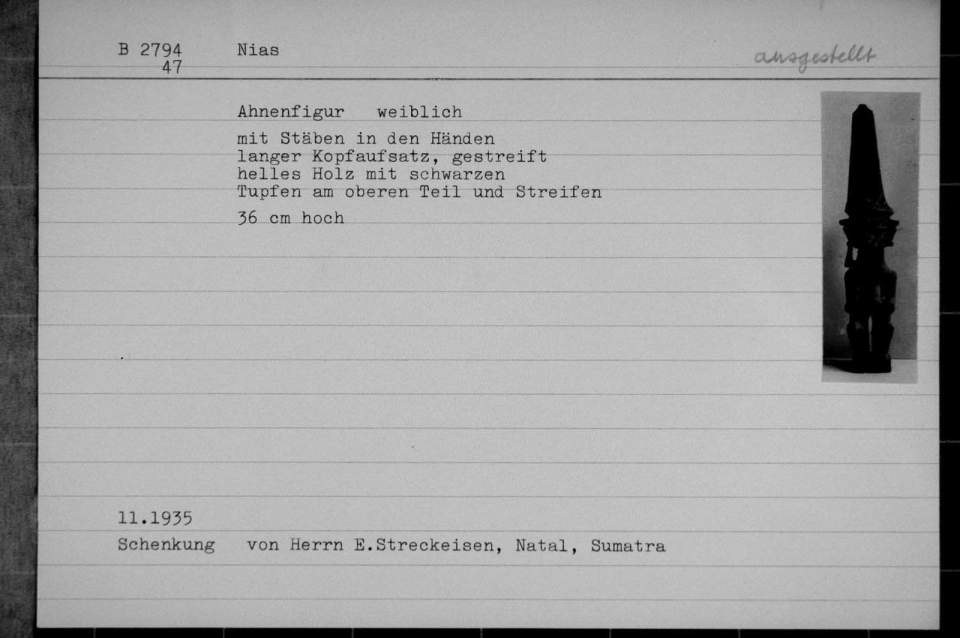 B 2794 Nias
47
ausgestellt
Ahnenfigur weiblich
mit Stäben in den Händen
langer Kopfaufsatz, gestreift
helles Holz mit schwarzen
Tupfen am oberen Teil und Streifen
36 cm hoch
11.1935
Schenkung von Herrn E.Streckeisen, Natal, Sumatra